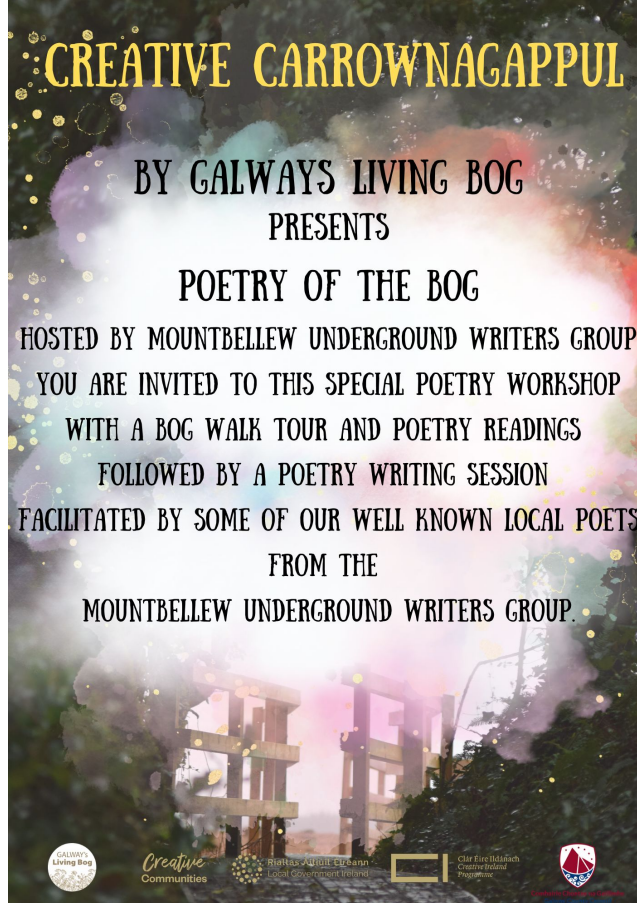 CREATIVE CARROWNAGAPPUL
BY GALWAYS LIVING BOG
PRESENTS
POETRY OF THE BOG
HOSTED BY MOUNTBELLEW UNDERGROUND WRITERS GROUP
YOU ARE INVITED TO THIS SPECIAL POETRY WORKSHOP
WITH A BOG WALK TOUR AND POETRY READINGS
FOLLOWED BY A POETRY WRITING SESSION
FACILITATED BY SOME OF OUR WELL KNOWN LOCAL POETS
FROM THE
MOUNTBELLEW UNDERGROUND WRITERS GROUP.
GALWAY's
Living Bog
Creative
Communities
Rialtas Áitiúil Éireann
Local Government Ireland
Clár Éire Ildánach
Creative Ireland
Programme